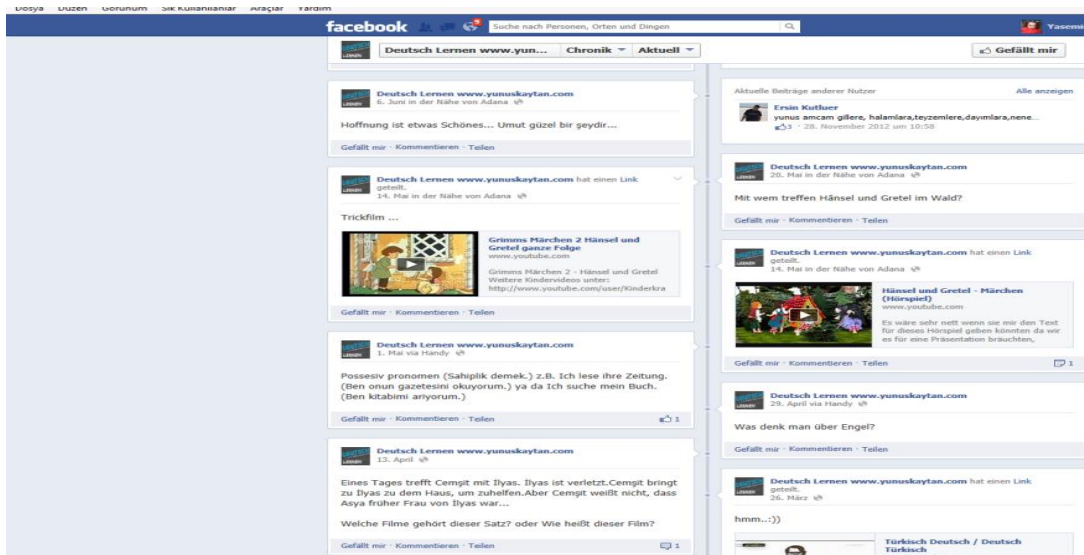 Dosya Düzen Görünüm Sık Kullanılanlar Araçlar Yardım
facebook
5
Suche nach Personen, Orten und Dingen
Yasemi
Deutsch Lernen www.yun...
Chronik
Aktuell
Gefällt mir
Deutsch Lernen www.yunuskaytan.com
6. Juni in der Nähe von Adana
Hoffnung ist etwas Schönes... Umut güzel bir şeydir...
Gefällt mir · Kommentieren · Teilen
Deutsch Lernen www.yunuskaytan.com hat einen Link
geteilt.
14. Mai in der Nähe von Adana
Trickfilm ...
Grimms Märchen 2 Hänsel und
Gretel ganze Folge
www.youtube.com
Grimms Märchen 2 - Hänsel und Gretel
Weitere Kindervideos unter:
http://www.youtube.com/user/Kinderkra
Gefällt mir · Kommentieren · Teilen
Deutsch Lernen www.yunuskaytan.com
1. Mai via Handy
Possesiv pronomen (Sahiplik demek.) z.B. Ich lese ihre Zeitung.
(Ben onun gazetesini okuyorum.) ya da Ich suche mein Buch.
(Ben kitabimi ariyorum.)
Gefällt mir · Kommentieren · Teilen
1
Deutsch Lernen www.yunuskaytan.com
13. April
Eines Tages trefft Cemşit mit İlyas. İlyas ist verletzt.Cemşit bringt
zu İlyas zu dem Haus, um zuhelfen.Aber Cemşit weißt nicht, dass
Asya früher Frau von İlyas war...
Welche Filme gehört dieser Satz? oder Wie heißt dieser Film?
Gefällt mir · Kommentieren · Teilen
1
Aktuelle Beiträge anderer Nutzer
Alle anzeigen
Ersin Kutluer
yunus amcam gillere, halamlara,teyzemlere,dayımlara,nene...
3 · 28. November 2012 um 10:58
Deutsch Lernen www.yunuskaytan.com
20. Mai in der Nähe von Adana
Mit wem treffen Hänsel und Gretel im Wald?
Gefällt mir · Kommentieren · Teilen
Deutsch Lernen www.yunuskaytan.com hat einen Link
geteilt.
14. Mai in der Nähe von Adana
Hänsel und Gretel - Märchen
(Hörspiel)
www.youtube.com
Es wäre sehr nett wenn sie mir den Text
für dieses Hörspiel geben könnten da wir
es für eine Präsentation bräuchten,
Gefällt mir · Kommentieren · Teilen
1
Deutsch Lernen www.yunuskaytan.com
29. April via Handy
Was denk man über Engel?
Gefällt mir · Kommentieren · Teilen
Deutsch Lernen www.yunuskaytan.com hat einen Link
geteilt.
26. März
hmm..:))
Türkisch Deutsch / Deutsch
Türkisch